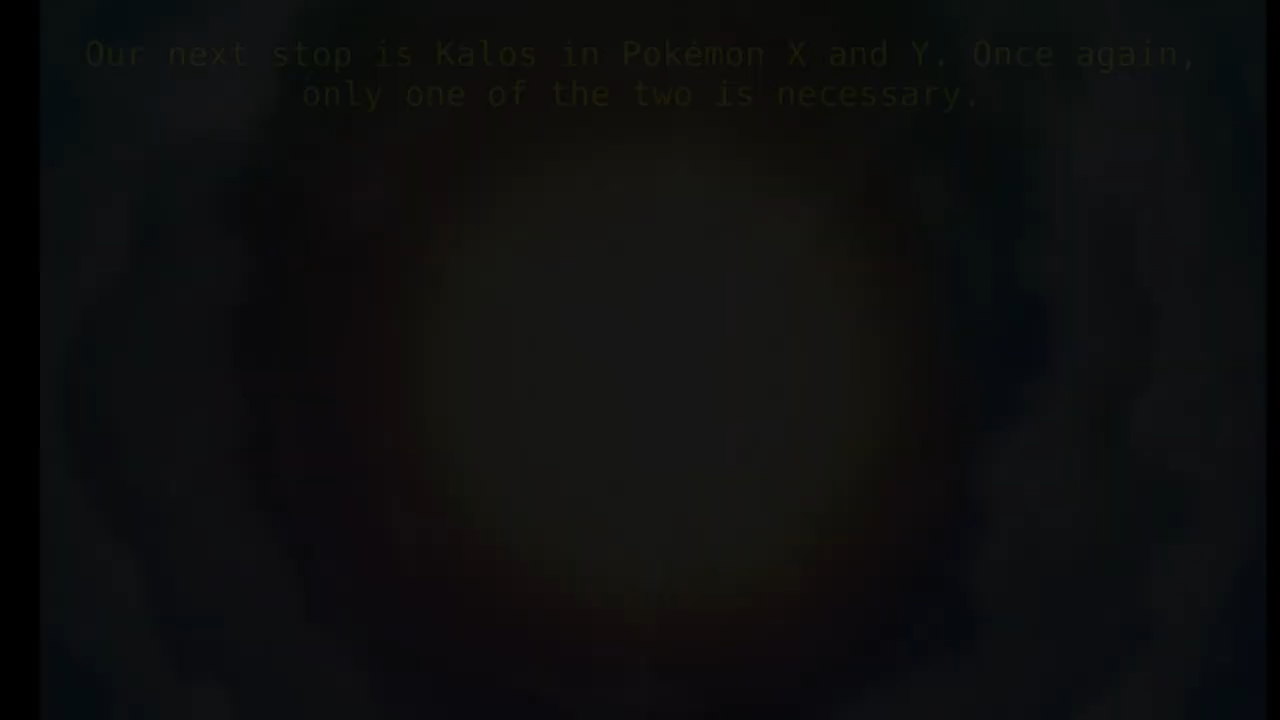 Our next stop is Kalos in Pokémon X and Y. Once again,
only one of the two is necessary.